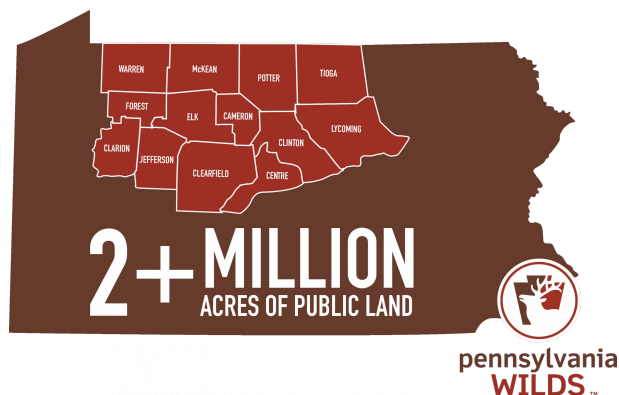 WARREN
McKEAN
POTTER
TIOGA
FOREST
ELK
CAMERON
LYCOMING
CLARION
JEFFERSON
CLEARFIELD
CLINTON
CENTRE
2+ MILLION
ACRES OF PUBLIC LAND
pennsylvania
WILDS™